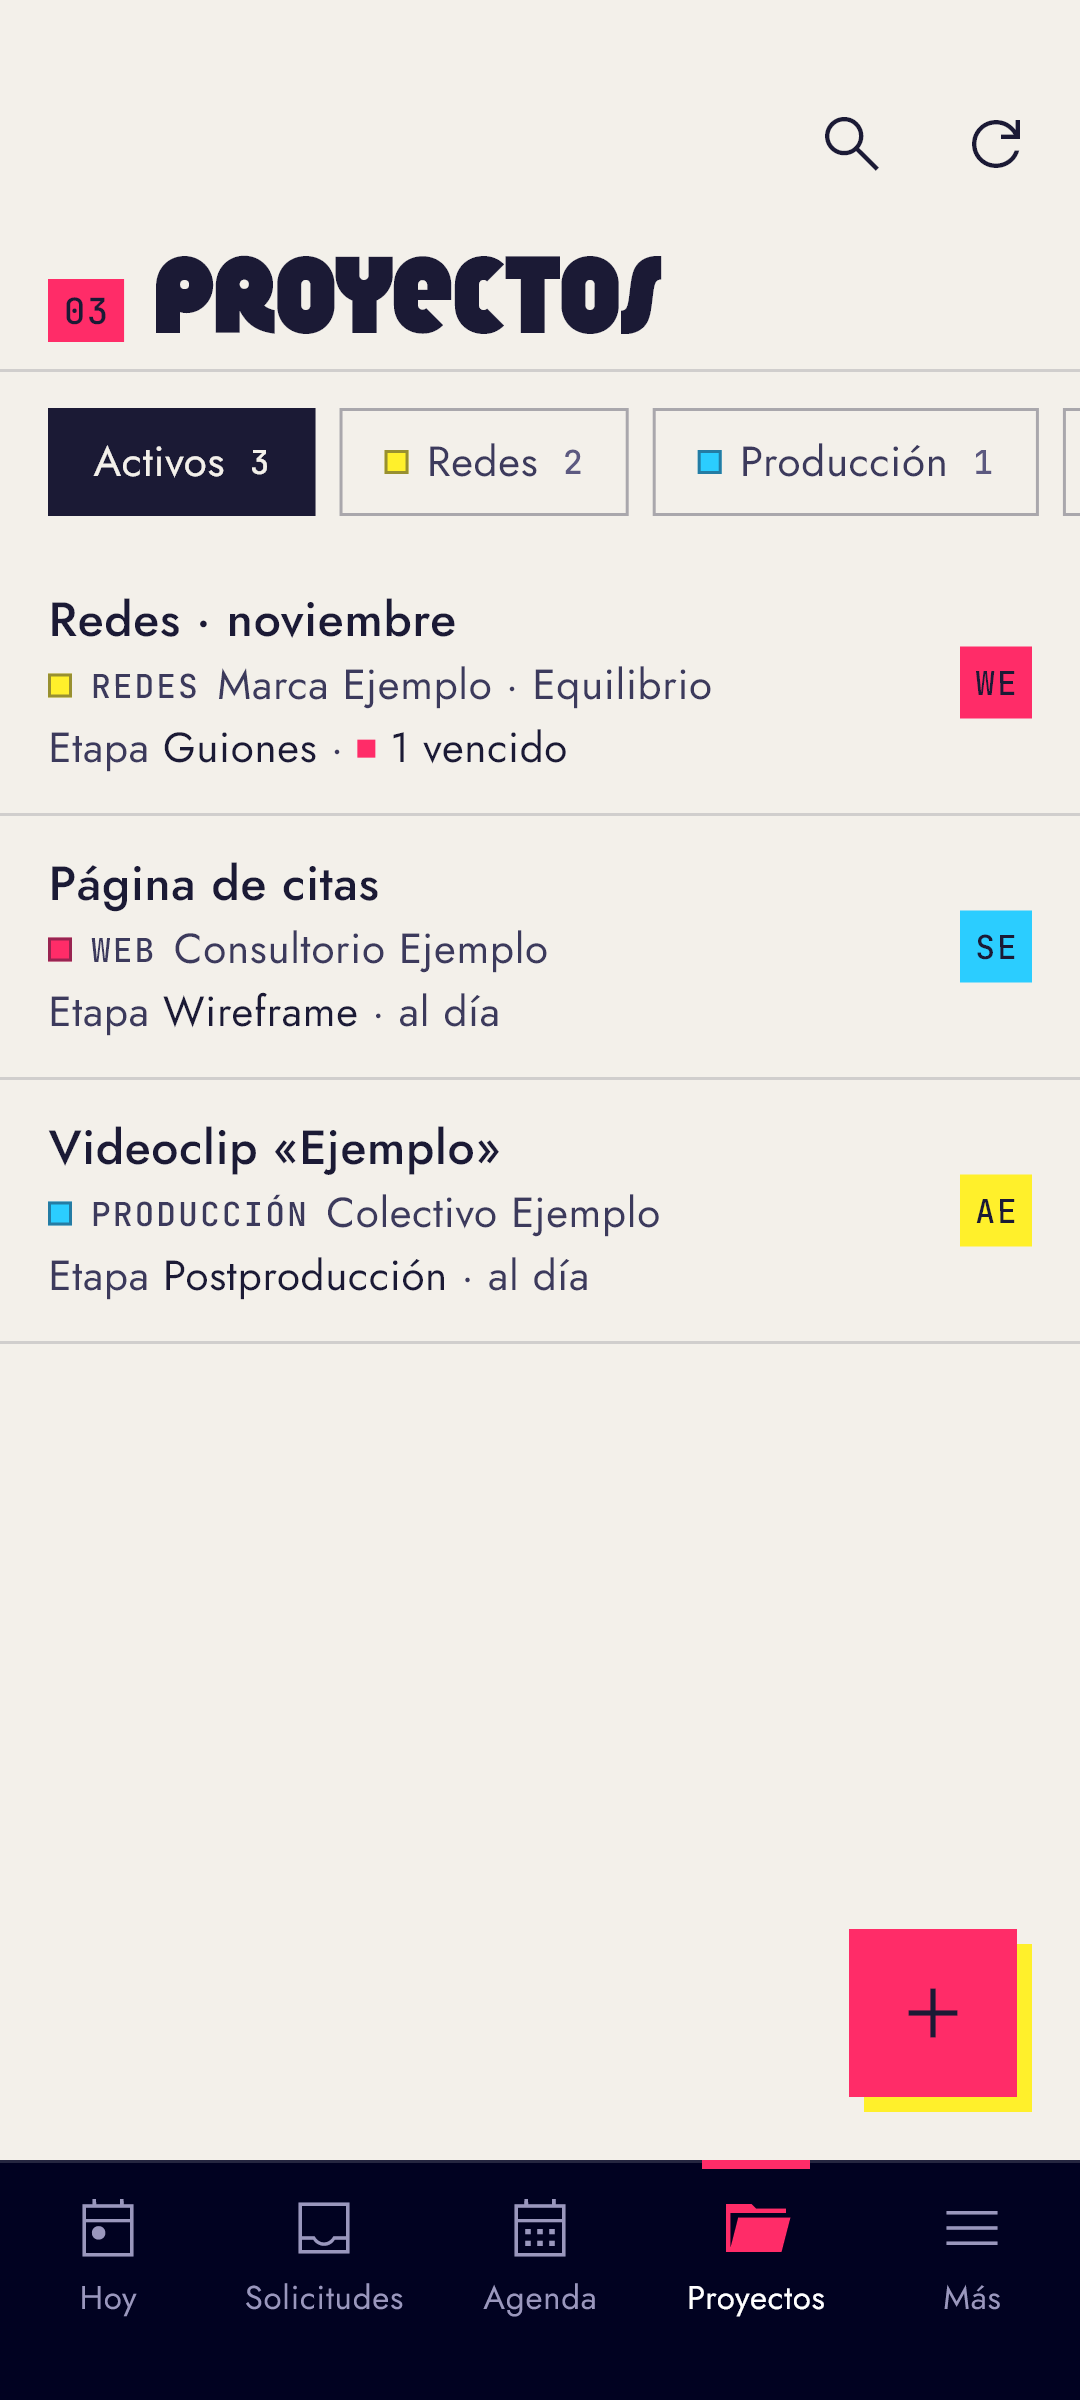 03 PROYECTOS
Activos 3 Redes 2 Producción 1
Redes · noviembre
REDES Marca Ejemplo · Equilibrio
WE
Etapa Guiones · 1 vencido
Página de citas
WEB Consultorio Ejemplo
SE
Etapa Wireframe · al día
Videoclip «Ejemplo»
PRODUCCIÓN Colectivo Ejemplo
AE
Etapa Postproducción · al día
Hoy Solicitudes Agenda Proyectos Más